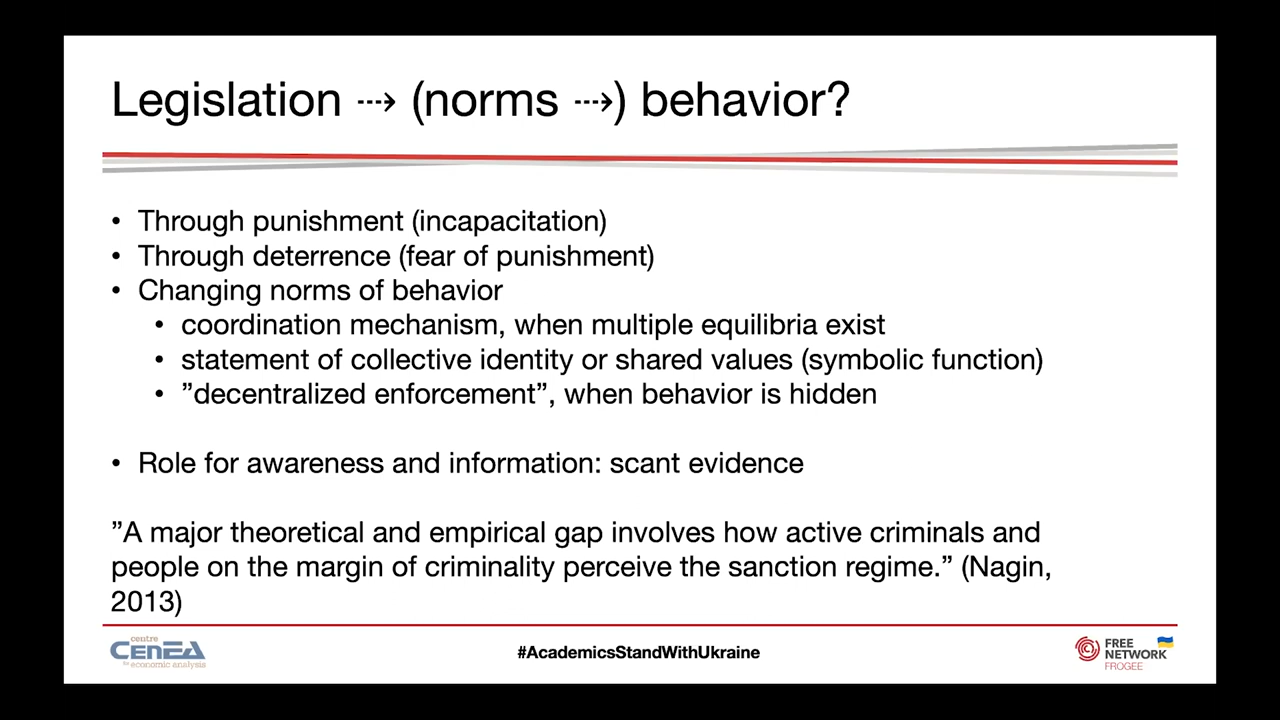 Legislation ⇢ (norms ⇢) behavior?
• Through punishment (incapacitation)
• Through deterrence (fear of punishment)
• Changing norms of behavior
• coordination mechanism, when multiple equilibria exist
• statement of collective identity or shared values (symbolic function)
• ”decentralized enforcement”, when behavior is hidden
• Role for awareness and information: scant evidence
”A major theoretical and empirical gap involves how active criminals and
people on the margin of criminality perceive the sanction regime.” (Nagin,
2013)
centre
CenEA
for economic analysis
#AcademicsStandWithUkraine
FREE
NETWORK
FROGEE